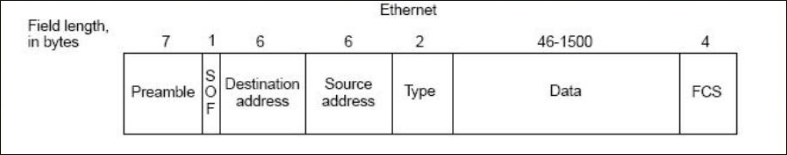 Ethernet
Field length,
in bytes
7 1 6 6 2 46-1500 4
Preamble
S
O
F
Destination
address
Source
address
Type
Data
FCS